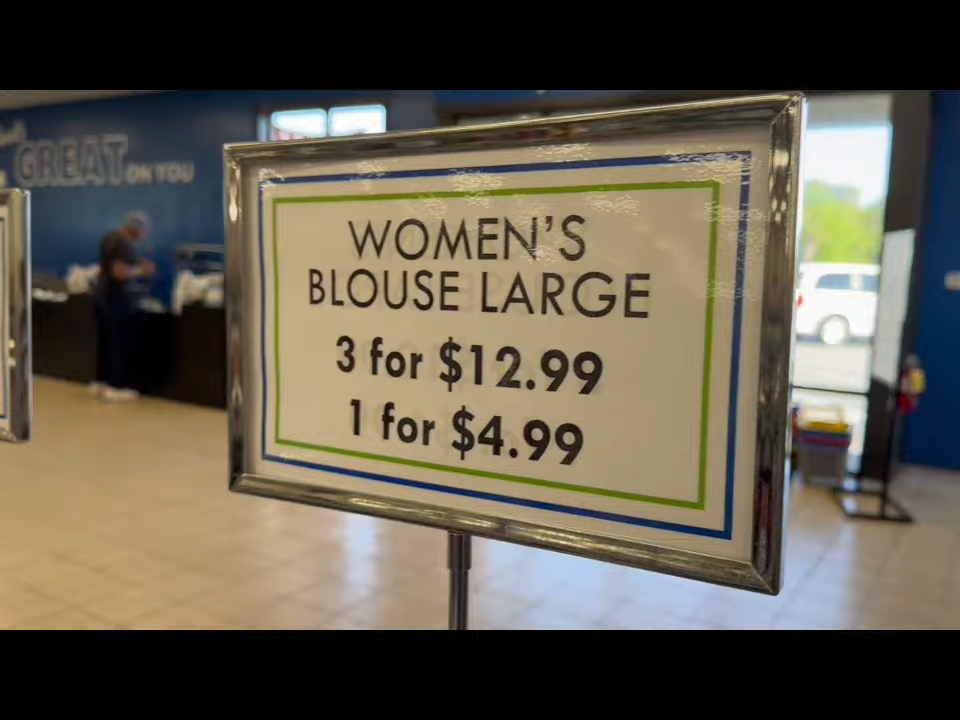 GREAT ON YOU
WOMEN'S
BLOUSE LARGE
3 for $12.99
1 for $4.99